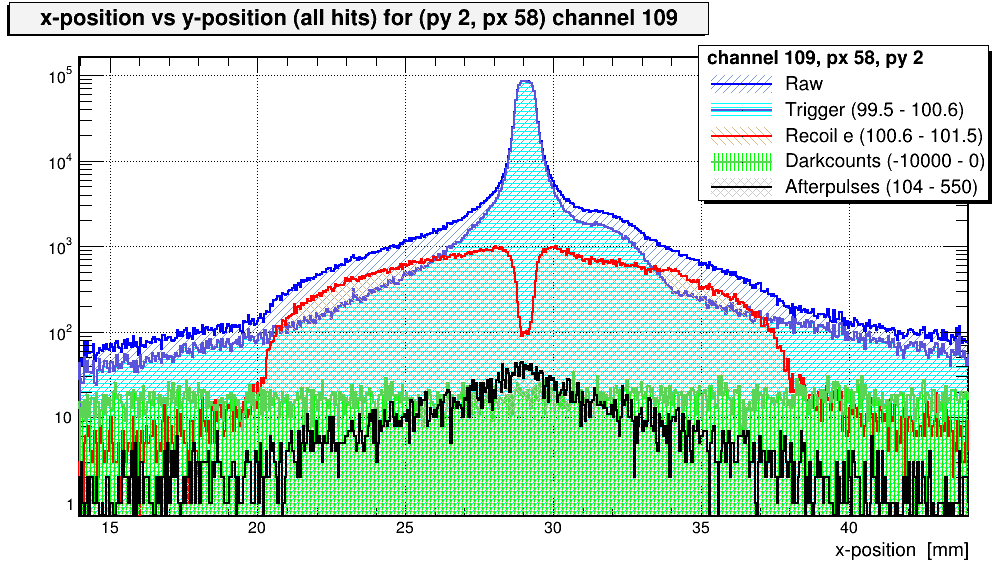 x-position vs y-position (all hits) for (py 2, px 58) channel 109
channel 109, px 58, py 2
Raw
Trigger (99.5 - 100.6)
Recoil e (100.6 - 101.5)
Darkcounts (-10000 - 0)
Afterpulses (104 - 550)
10^5
10^4
10^3
10^2
10
1
15 20 25 30 35 40
x-position [mm]